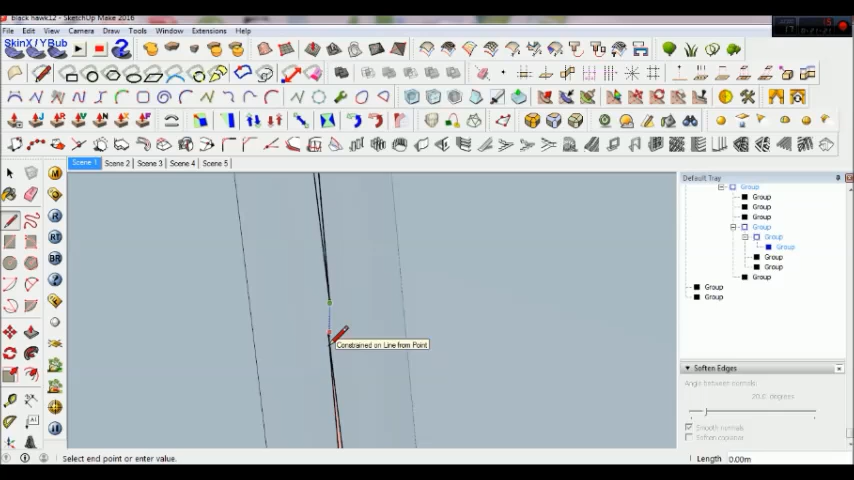 black hawk12 - SketchUp Make 2016
File Edit View Camera Draw Tools Window Extensions Help
SkinX / YBub
Scene 1 Scene 2 Scene 3 Scene 4 Scene 5
Default Tray
Group
Group
Group
Group
Group
Group
Group
Group
Group
Group
Group
Group
Constrained on Line from Point
Soften Edges
Angle between normals:
20.6 degrees
Smooth normals
Soften coplanar
Select end point or enter value.
Length 0.00m